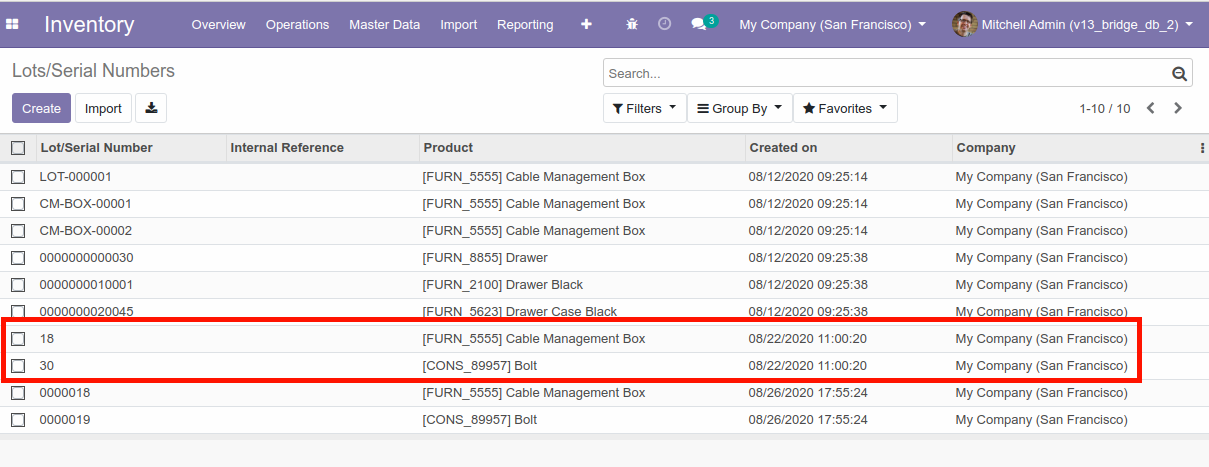 Inventory Overview Operations Master Data Import Reporting 3 My Company (San Francisco) Mitchell Admin (v13_bridge_db_2)
Lots/Serial Numbers Search...
Create Import Filters Group By Favorites 1-10 / 10
Lot/Serial Number Internal Reference Product Created on Company
LOT-000001 [FURN_5555] Cable Management Box 08/12/2020 09:25:14 My Company (San Francisco)
CM-BOX-00001 [FURN_5555] Cable Management Box 08/12/2020 09:25:14 My Company (San Francisco)
CM-BOX-00002 [FURN_5555] Cable Management Box 08/12/2020 09:25:14 My Company (San Francisco)
0000000000030 [FURN_8855] Drawer 08/12/2020 09:25:38 My Company (San Francisco)
0000000010001 [FURN_2100] Drawer Black 08/12/2020 09:25:38 My Company (San Francisco)
0000000020045 [FURN_5623] Drawer Case Black 08/12/2020 09:25:38 My Company (San Francisco)
18 [FURN_5555] Cable Management Box 08/22/2020 11:00:20 My Company (San Francisco)
30 [CONS_89957] Bolt 08/22/2020 11:00:20 My Company (San Francisco)
0000018 [FURN_5555] Cable Management Box 08/26/2020 17:55:24 My Company (San Francisco)
0000019 [CONS_89957] Bolt 08/26/2020 17:55:24 My Company (San Francisco)